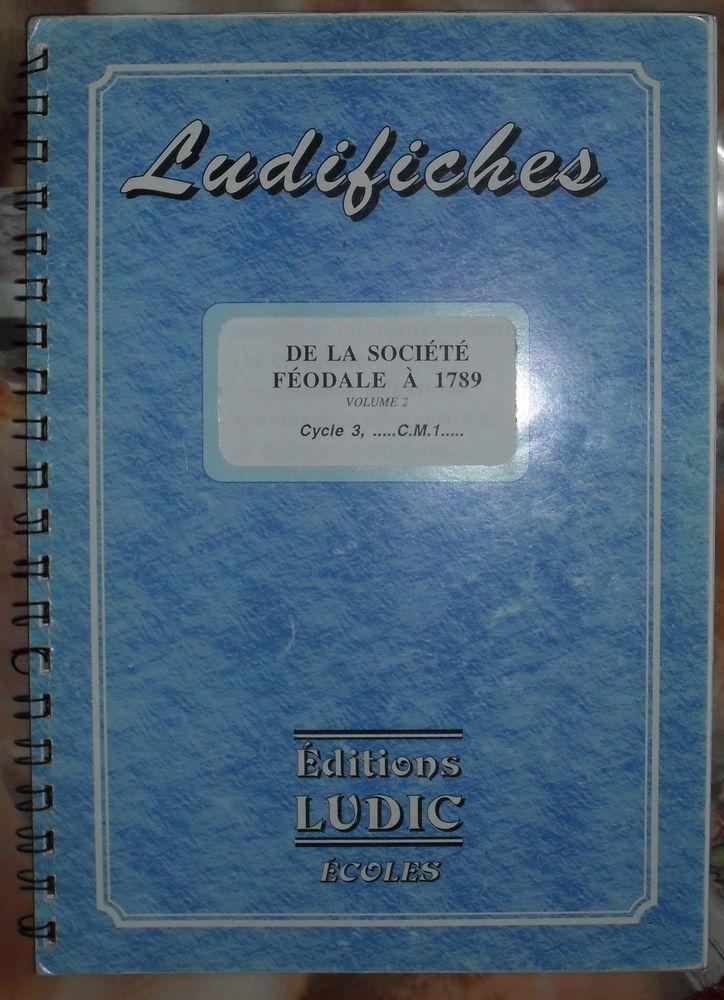 Ludifiches
DE LA SOCIÉTÉ
FÉODALE À 1789
VOLUME 2
Cycle 3, .....C.M.1.....
Éditions
LUDIC
ÉCOLES